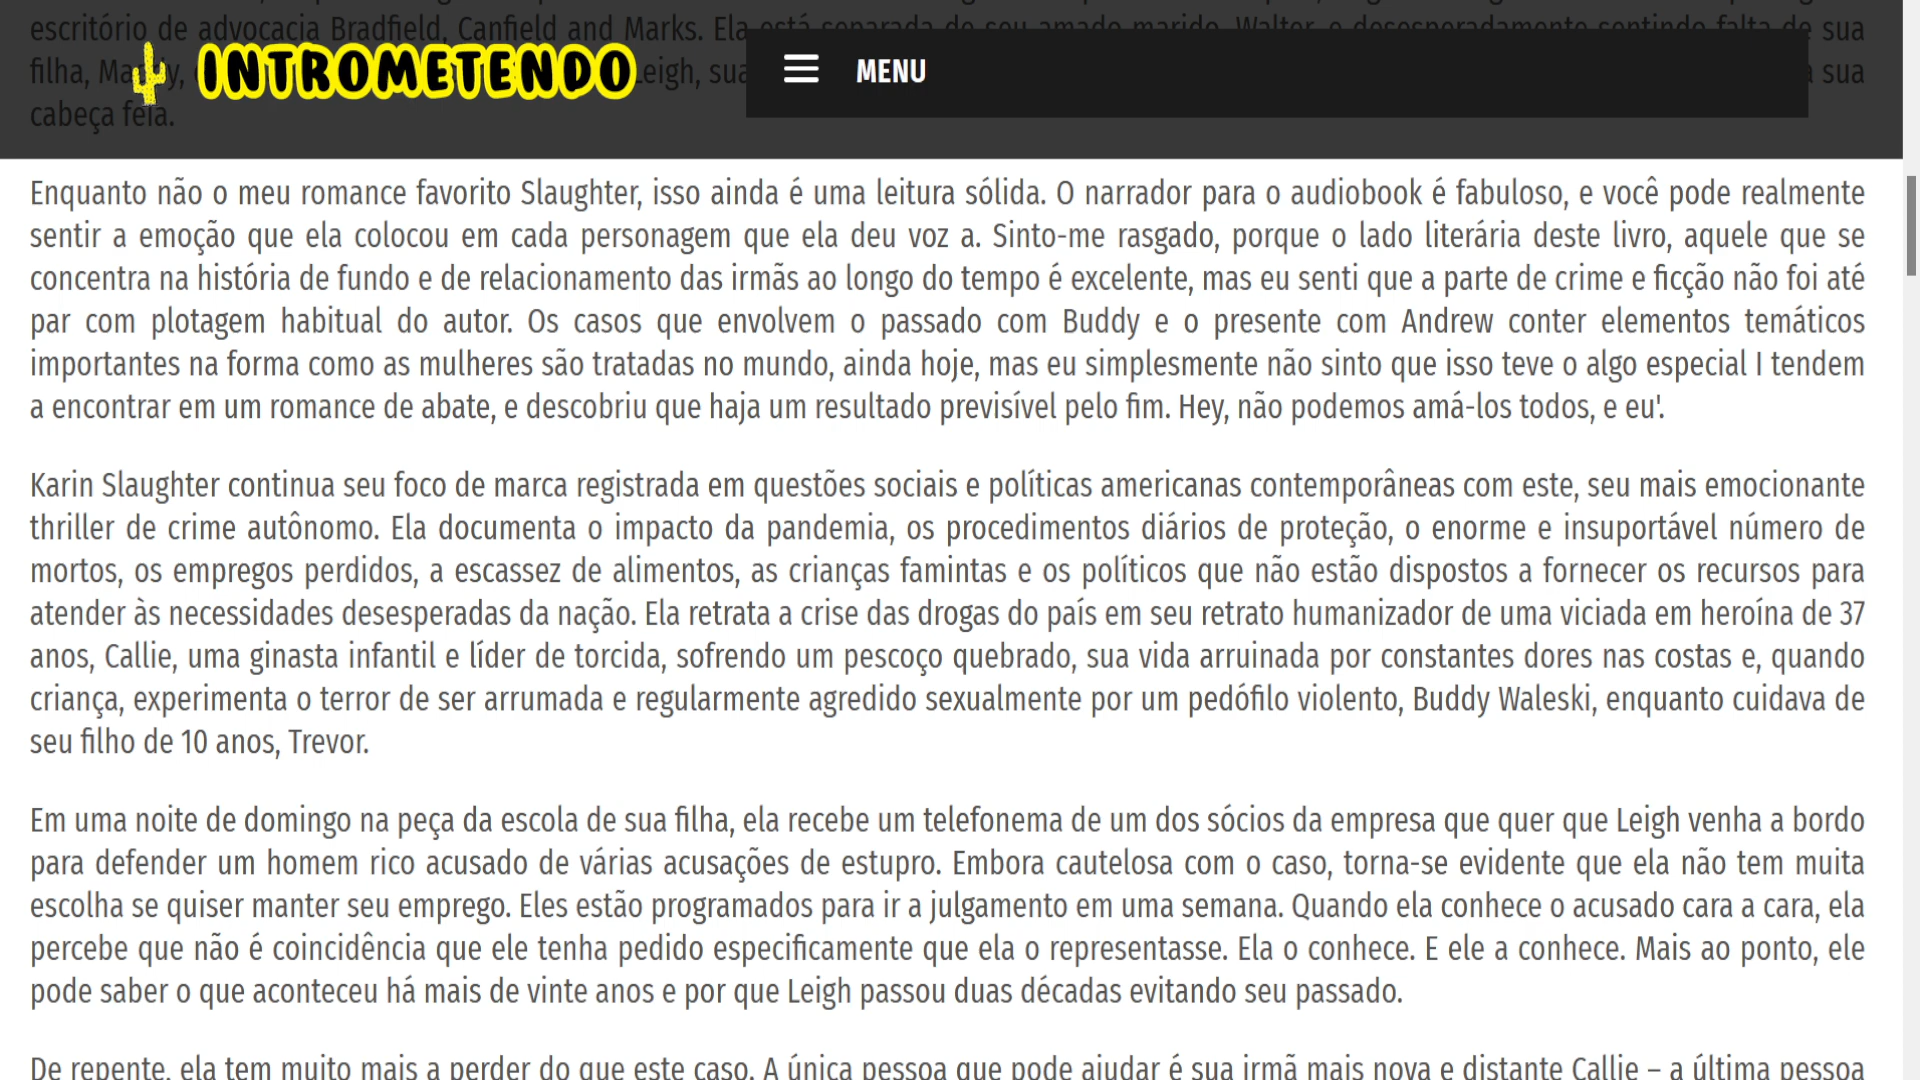 escritório de advocacia Bradfield, Canfield and Marks. Ela está separada de seu amado marido, Walter, e desesperadamente sentindo falta de sua
filha, Maddy, Leigh, sua a sua
cabeça feia.
INTROMETENDO
MENU
Enquanto não o meu romance favorito Slaughter, isso ainda é uma leitura sólida. O narrador para o audiobook é fabuloso, e você pode realmente
sentir a emoção que ela colocou em cada personagem que ela deu voz a. Sinto-me rasgado, porque o lado literária deste livro, aquele que se
concentra na história de fundo e de relacionamento das irmãs ao longo do tempo é excelente, mas eu senti que a parte de crime e ficção não foi até
par com plotagem habitual do autor. Os casos que envolvem o passado com Buddy e o presente com Andrew conter elementos temáticos
importantes na forma como as mulheres são tratadas no mundo, ainda hoje, mas eu simplesmente não sinto que isso teve o algo especial I tendem
a encontrar em um romance de abate, e descobriu que haja um resultado previsível pelo fim. Hey, não podemos amá-los todos, e eu'.
Karin Slaughter continua seu foco de marca registrada em questões sociais e políticas americanas contemporâneas com este, seu mais emocionante
thriller de crime autônomo. Ela documenta o impacto da pandemia, os procedimentos diários de proteção, o enorme e insuportável número de
mortos, os empregos perdidos, a escassez de alimentos, as crianças famintas e os políticos que não estão dispostos a fornecer os recursos para
atender às necessidades desesperadas da nação. Ela retrata a crise das drogas do país em seu retrato humanizador de uma viciada em heroína de 37
anos, Callie, uma ginasta infantil e líder de torcida, sofrendo um pescoço quebrado, sua vida arruinada por constantes dores nas costas e, quando
criança, experimenta o terror de ser arrumada e regularmente agredido sexualmente por um pedófilo violento, Buddy Waleski, enquanto cuidava de
seu filho de 10 anos, Trevor.
Em uma noite de domingo na peça da escola de sua filha, ela recebe um telefonema de um dos sócios da empresa que quer que Leigh venha a bordo
para defender um homem rico acusado de várias acusações de estupro. Embora cautelosa com o caso, torna-se evidente que ela não tem muita
escolha se quiser manter seu emprego. Eles estão programados para ir a julgamento em uma semana. Quando ela conhece o acusado cara a cara, ela
percebe que não é coincidência que ele tenha pedido especificamente que ela o representasse. Ela o conhece. E ele a conhece. Mais ao ponto, ele
pode saber o que aconteceu há mais de vinte anos e por que Leigh passou duas décadas evitando seu passado.
De repente, ela tem muito mais a perder do que este caso. A única pessoa que pode ajudar é sua irmã mais nova e distante Callie – a última pessoa